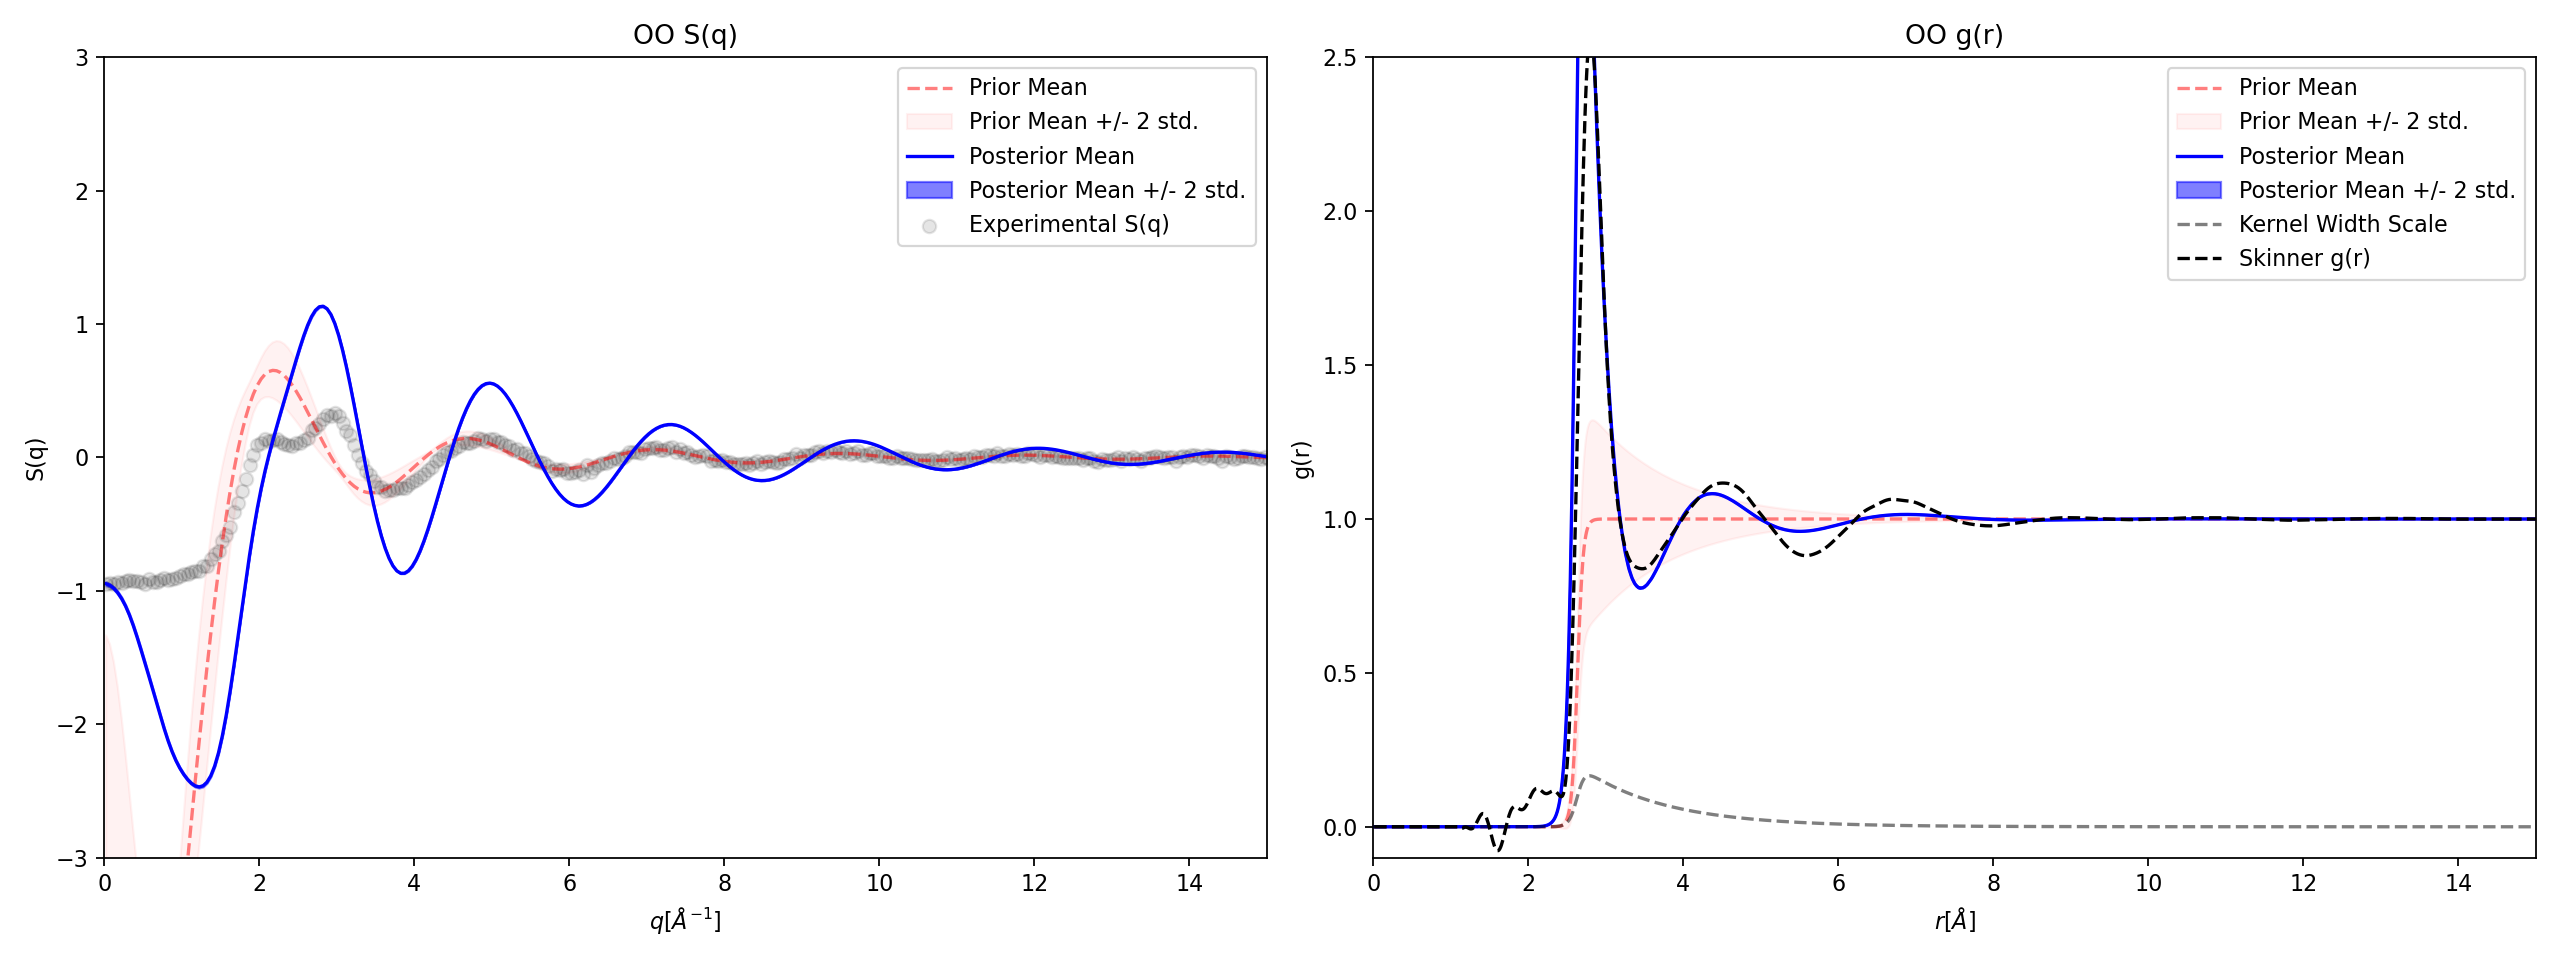 OO S(q)
3
2
1
0
−1
−2
−3
S(q)
0
2
4
6
8
10
12
14
q[Å⁻¹]
Prior Mean
Prior Mean +/- 2 std.
Posterior Mean
Posterior Mean +/- 2 std.
Experimental S(q)
OO g(r)
2.5
2.0
1.5
1.0
0.5
0.0
g(r)
0
2
4
6
8
10
12
14
r[Å]
Prior Mean
Prior Mean +/- 2 std.
Posterior Mean
Posterior Mean +/- 2 std.
Kernel Width Scale
Skinner g(r)